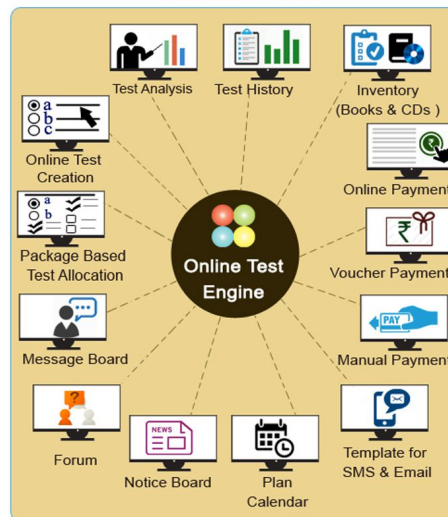 Test Analysis
Test History
Inventory
(Books & CDs )
a
b
c
Online Test
Creation
₹
Online Payment
a
b
Package Based
Test Allocation
Online Test
Engine
₹
Voucher Payment
Message Board
PAY
Manual Payment
?
Forum
NEWS
Notice Board
Plan
Calendar
Template for
SMS & Email